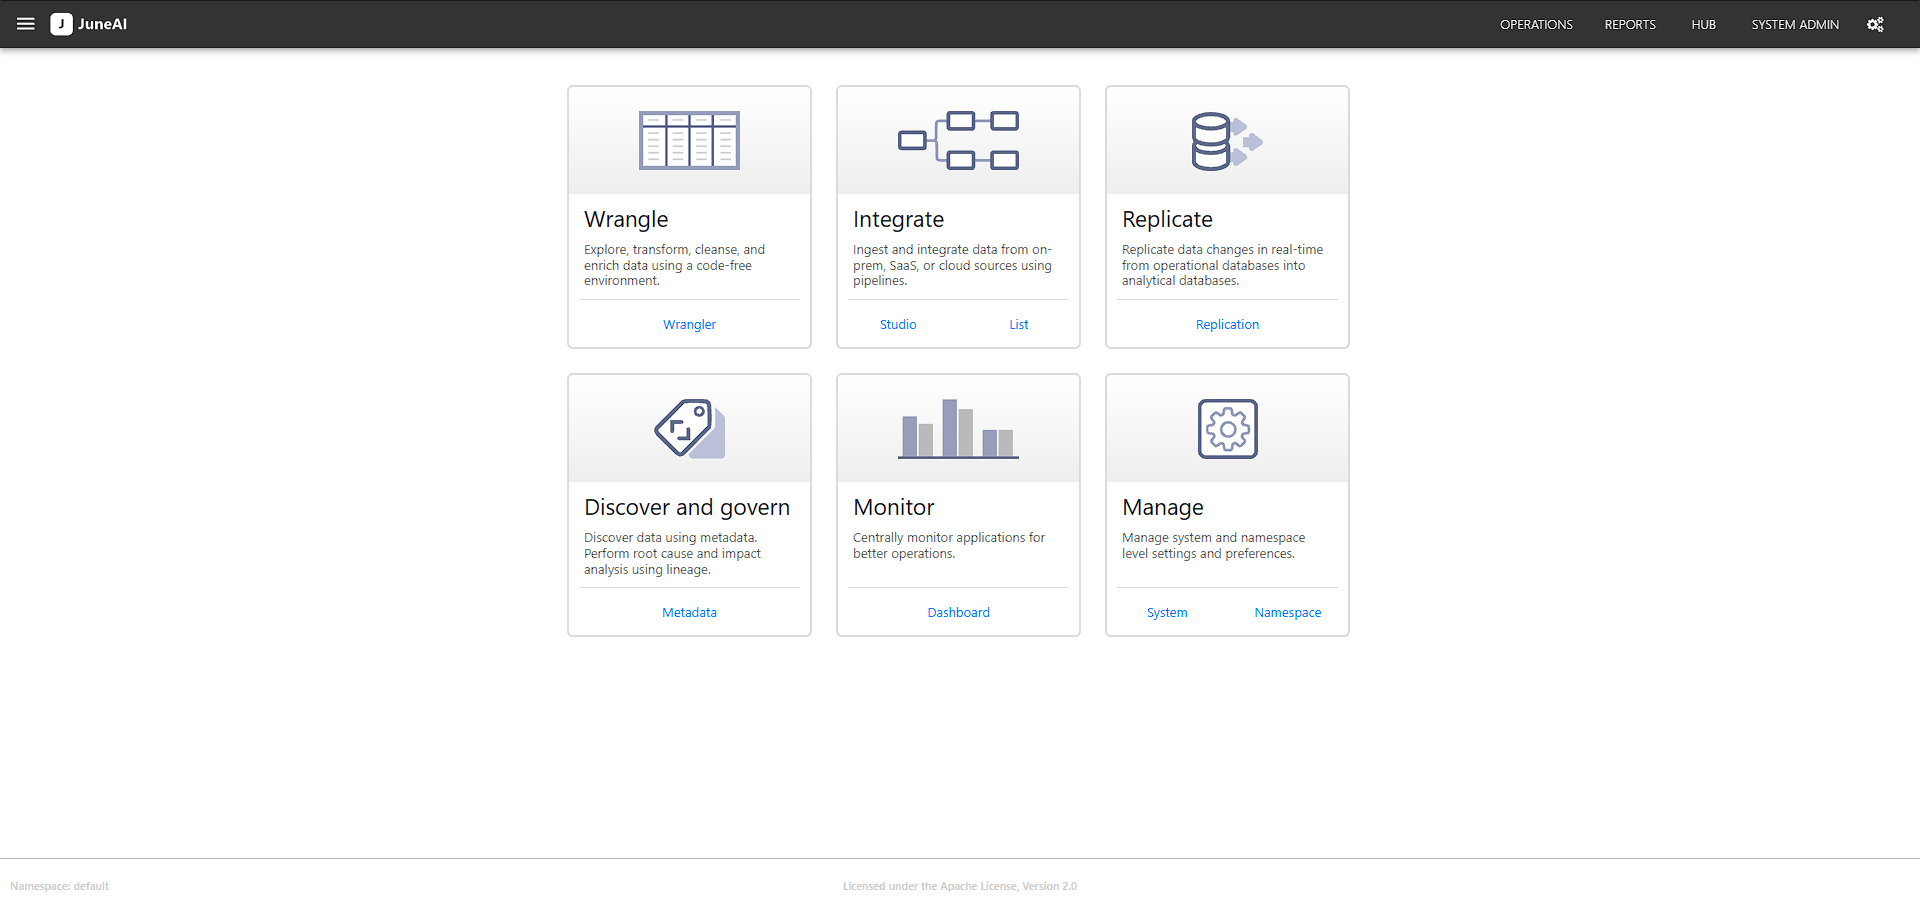 J JuneAI
OPERATIONS
REPORTS
HUB
SYSTEM ADMIN
Wrangle
Explore, transform, cleanse, and
enrich data using a code-free
environment.
Wrangler
Integrate
Ingest and integrate data from on-
prem, SaaS, or cloud sources using
pipelines.
Studio
List
Replicate
Replicate data changes in real-time
from operational databases into
analytical databases.
Replication
Discover and govern
Discover data using metadata.
Perform root cause and impact
analysis using lineage.
Metadata
Monitor
Centrally monitor applications for
better operations.
Dashboard
Manage
Manage system and namespace
level settings and preferences.
System
Namespace
Namespace: default
Licensed under the Apache License, Version 2.0